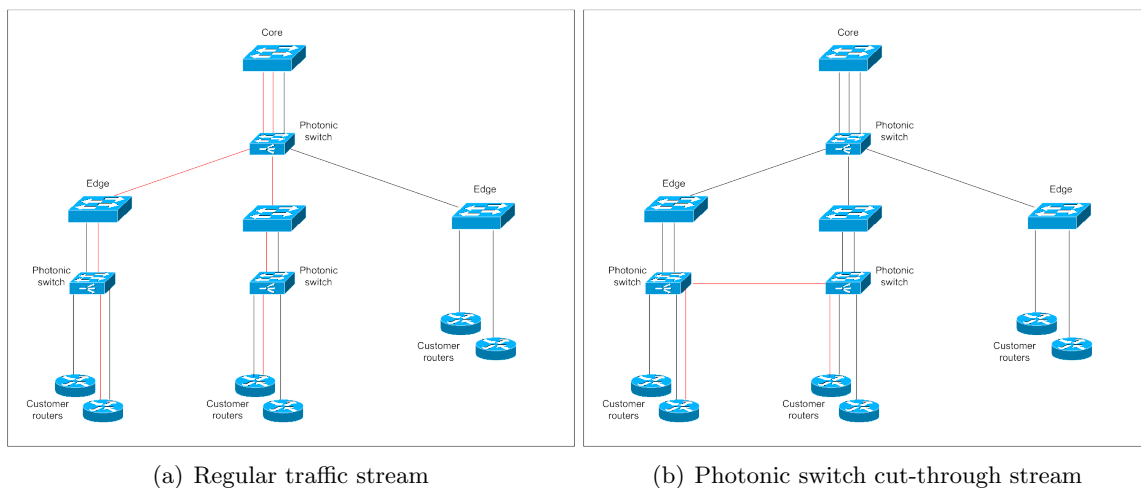 Core
Photonic
switch
Edge
Edge
Photonic
switch
Photonic
switch
Customer
routers
Customer
routers
Customer
routers
(a) Regular traffic stream
Core
Photonic
switch
Edge
Edge
Photonic
switch
Photonic
switch
Customer
routers
Customer
routers
Customer
routers
(b) Photonic switch cut-through stream